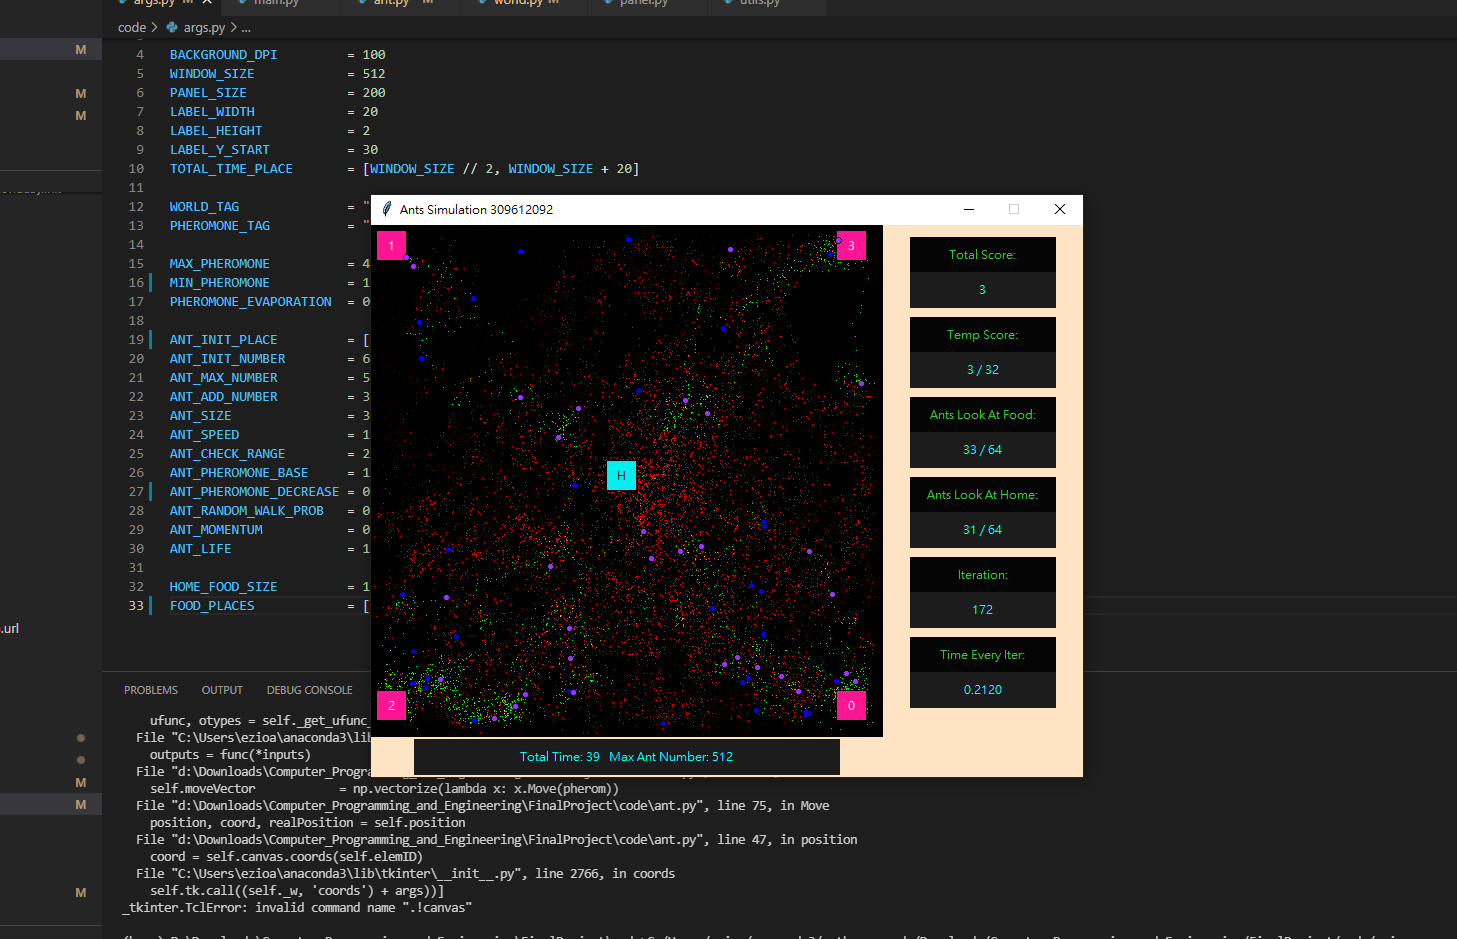 args.py M
main.py
ant.py M
world.py M
panel.py
utils.py
code > args.py > ...
M
M
M
4 BACKGROUND_DPI = 100
5 WINDOW_SIZE = 512
6 PANEL_SIZE = 200
7 LABEL_WIDTH = 20
8 LABEL_HEIGHT = 2
9 LABEL_Y_START = 30
10 TOTAL_TIME_PLACE = [WINDOW_SIZE // 2, WINDOW_SIZE + 20]
11
12 WORLD_TAG = "
13 PHEROMONE_TAG = "
14
15 MAX_PHEROMONE = 4
16 MIN_PHEROMONE = 1
17 PHEROMONE_EVAPORATION = 0
18
19 ANT_INIT_PLACE = [
20 ANT_INIT_NUMBER = 6
21 ANT_MAX_NUMBER = 5
22 ANT_ADD_NUMBER = 3
23 ANT_SIZE = 3
24 ANT_SPEED = 1
25 ANT_CHECK_RANGE = 2
26 ANT_PHEROMONE_BASE = 1
27 ANT_PHEROMONE_DECREASE = 0
28 ANT_RANDOM_WALK_PROB = 0
29 ANT_MOMENTUM = 0
30 ANT_LIFE = 1
31
32 HOME_FOOD_SIZE = 1
33 FOOD_PLACES = [
.url
Ants Simulation 309612092
1
3
H
2
0
Total Score:
3
Temp Score:
3 / 32
Ants Look At Food:
33 / 64
Ants Look At Home:
31 / 64
Iteration:
172
Time Every Iter:
0.2120
Total Time: 39 Max Ant Number: 512
PROBLEMS OUTPUT DEBUG CONSOLE
M
M
M
ufunc, otypes = self._get_ufunc_
File "C:\Users\ezioa\anaconda3\lib
outputs = func(*inputs)
File "d:\Downloads\Computer_Programming_and_Engineering
self.moveVector = np.vectorize(lambda x: x.Move(pherom))
File "d:\Downloads\Computer_Programming_and_Engineering\FinalProject\code\ant.py", line 75, in Move
position, coord, realPosition = self.position
File "d:\Downloads\Computer_Programming_and_Engineering\FinalProject\code\ant.py", line 47, in position
coord = self.canvas.coords(self.elemID)
File "C:\Users\ezioa\anaconda3\lib\tkinter\__init__.py", line 2766, in coords
self.tk.call((self._w, 'coords') + args))]
_tkinter.TclError: invalid command name ".!canvas"